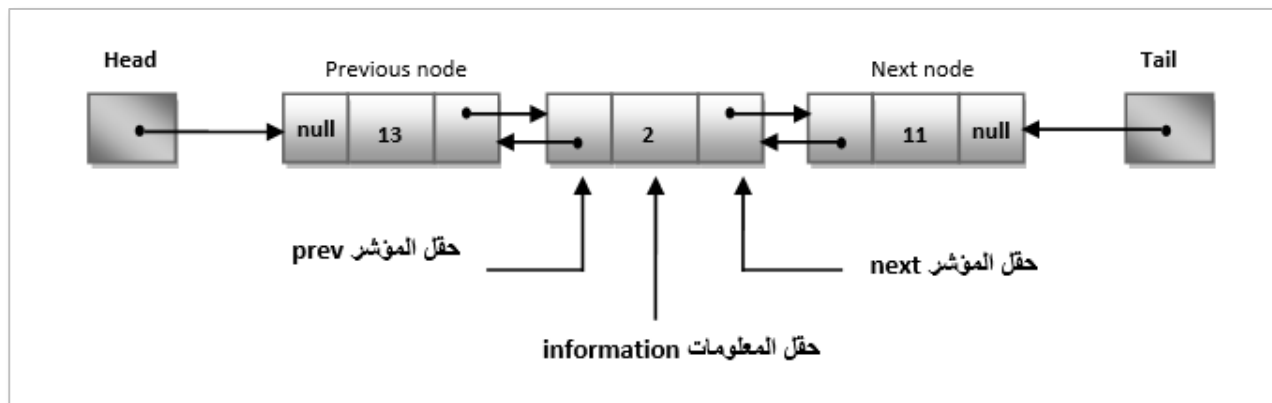 Head
Previous node
Next node
Tail
null
13
2
11
null
حقل المؤشر prev
حقل المؤشر next
حقل المعلومات information